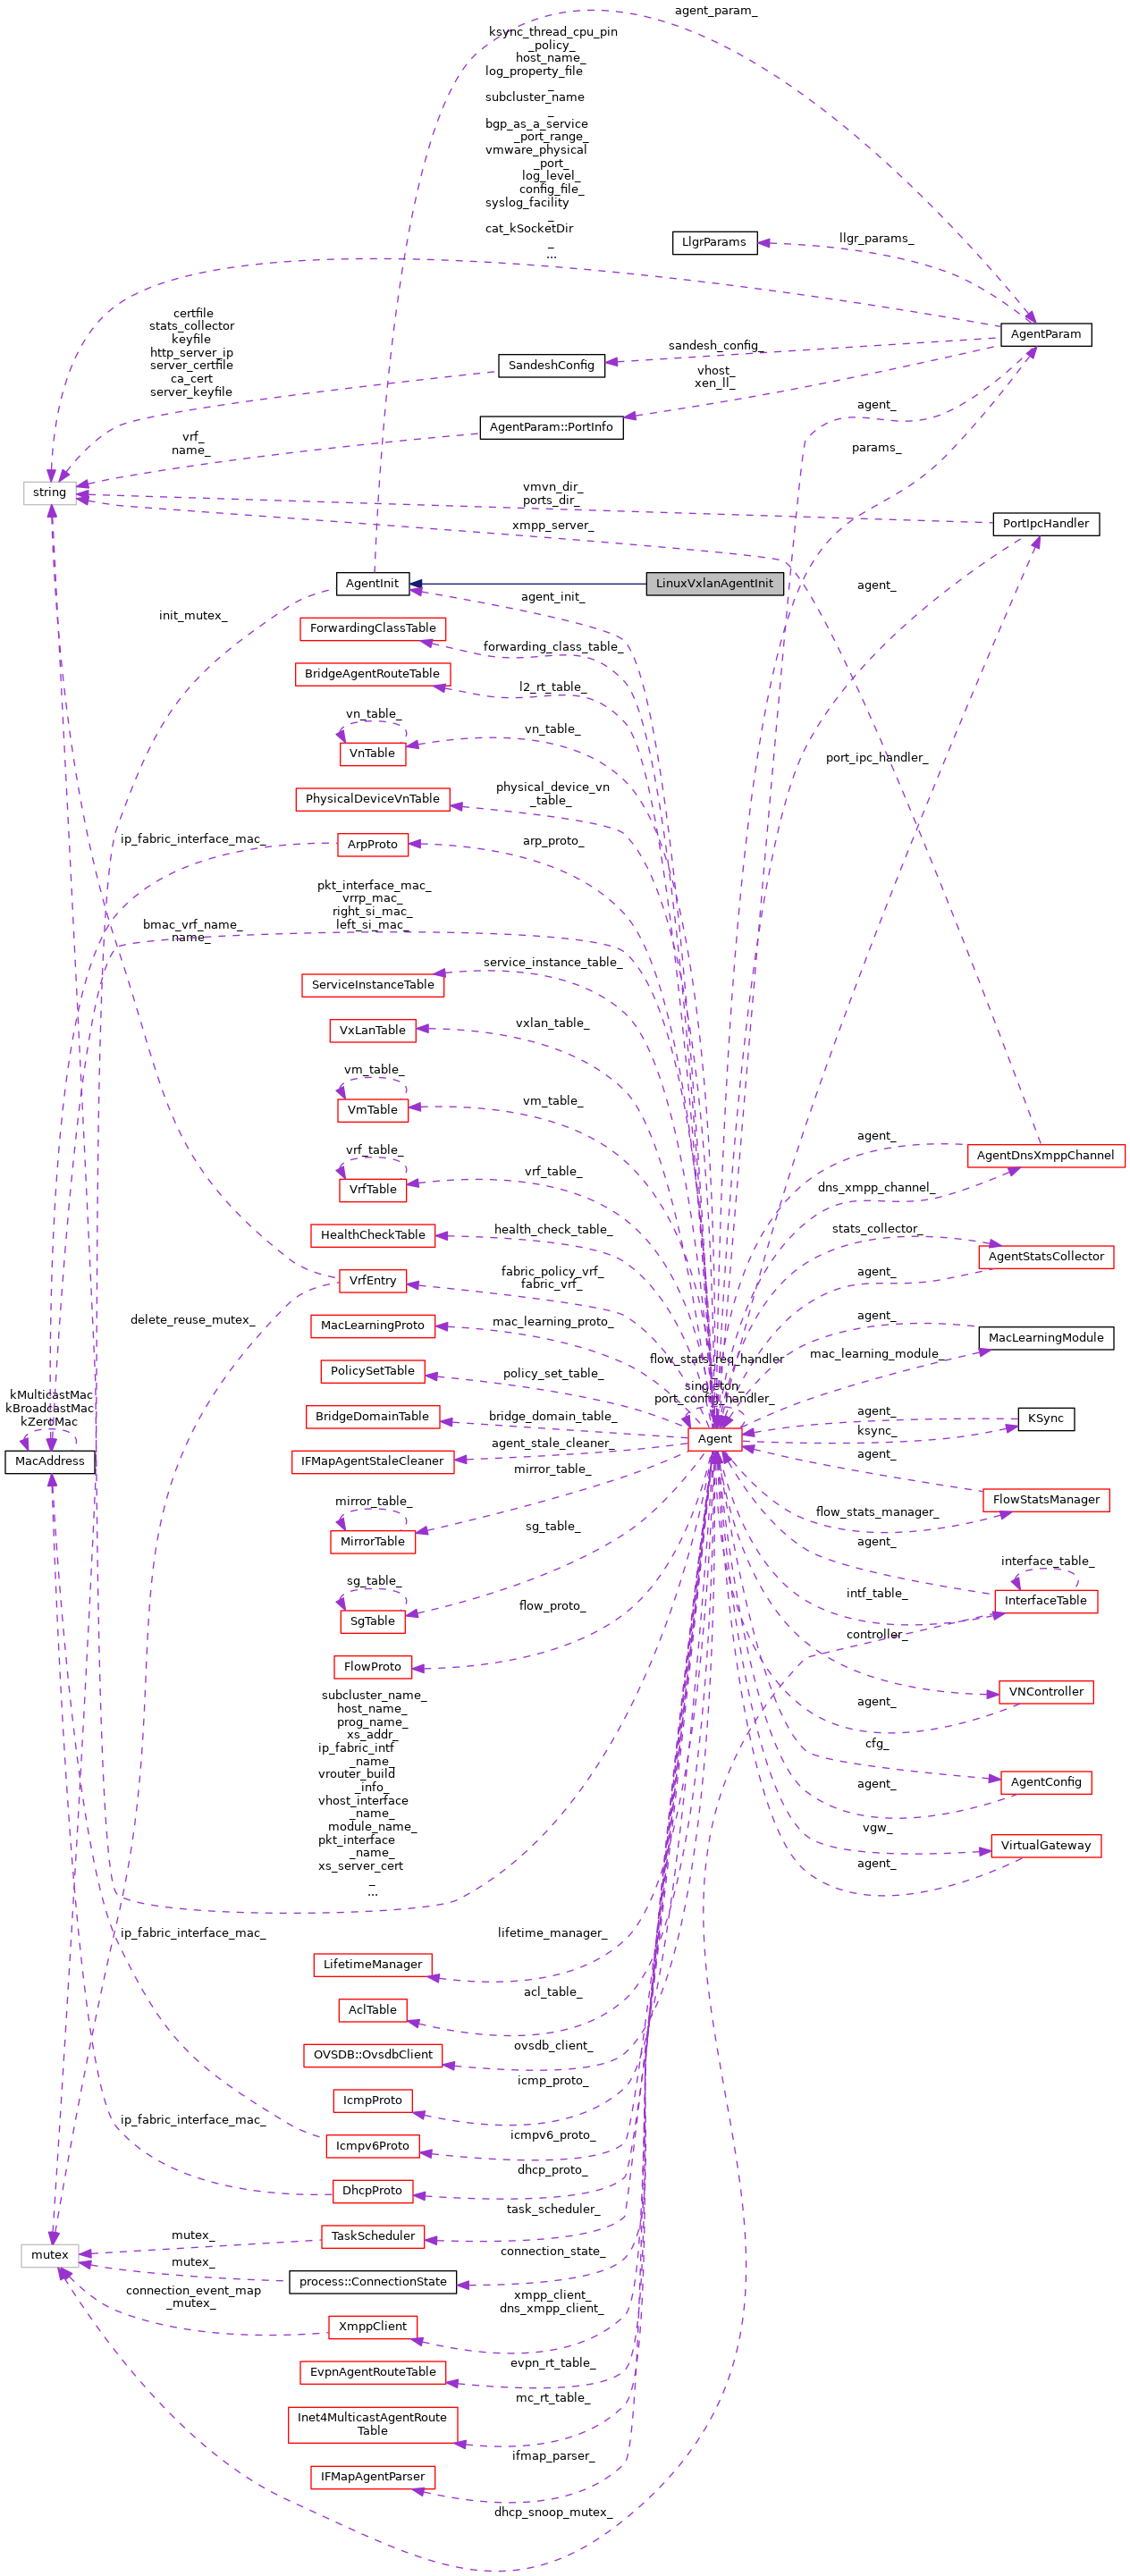 agent_param_
ksync_thread_cpu_pin
_policy_
host_name_
log_property_file
_
subcluster_name
_
bgp_as_a_service
_port_range_
vmware_physical
_port_
log_level_
config_file_
syslog_facility
_
cat_kSocketDir
_
...
LlgrParams
llgr_params_
AgentParam
certfile
stats_collector
keyfile
http_server_ip
server_certfile
ca_cert
server_keyfile
SandeshConfig
sandesh_config_
vhost_
xen_ll_
agent_
AgentParam::PortInfo
vrf_
name_
params_
string
vmvn_dir_
ports_dir_
xmpp_server_
PortIpcHandler
AgentInit
LinuxVxlanAgentInit
agent_
agent_init_
init_mutex_
ForwardingClassTable
forwarding_class_table_
BridgeAgentRouteTable
l2_rt_table_
vn_table_
VnTable
vn_table_
port_ipc_handler_
PhysicalDeviceVnTable
physical_device_vn
_table_
ip_fabric_interface_mac_
ArpProto
arp_proto_
pkt_interface_mac_
vrrp_mac_
right_si_mac_
left_si_mac_
bmac_vrf_name_
name_
service_instance_table_
ServiceInstanceTable
VxLanTable
vxlan_table_
vm_table_
VmTable
vm_table_
agent_
AgentDnsXmppChannel
vrf_table_
VrfTable
vrf_table_
dns_xmpp_channel_
HealthCheckTable
health_check_table_
stats_collector_
AgentStatsCollector
VrfEntry
fabric_policy_vrf_
fabric_vrf_
agent_
delete_reuse_mutex_
MacLearningProto
mac_learning_proto_
agent_
MacLearningModule
mac_learning_module_
flow_stats_req_handler
_
singleton_
port_config_handler_
PolicySetTable
policy_set_table_
kMulticastMac
kBroadcastMac
kZeroMac
BridgeDomainTable
bridge_domain_table_
agent_
KSync
ksync_
Agent
MacAddress
IFMapAgentStaleCleaner
agent_stale_cleaner_
agent_
mirror_table_
FlowStatsManager
flow_stats_manager_
mirror_table_
MirrorTable
sg_table_
agent_
interface_table_
InterfaceTable
intf_table_
sg_table_
SgTable
flow_proto_
controller_
FlowProto
subcluster_name_
host_name_
prog_name_
xs_addr_
ip_fabric_intf
_name_
vrouter_build
_info_
vhost_interface
_name_
module_name_
pkt_interface
_name_
xs_server_cert
_
...
VNController
agent_
cfg_
AgentConfig
agent_
vgw_
VirtualGateway
agent_
ip_fabric_interface_mac_
lifetime_manager_
LifetimeManager
acl_table_
AclTable
ovsdb_client_
OVSDB::OvsdbClient
icmp_proto_
IcmpProto
ip_fabric_interface_mac_
icmpv6_proto_
Icmpv6Proto
dhcp_proto_
DhcpProto
task_scheduler_
mutex_
TaskScheduler
mutex
connection_state_
mutex_
process::ConnectionState
connection_event_map
_mutex_
xmpp_client_
dns_xmpp_client_
XmppClient
evpn_rt_table_
EvpnAgentRouteTable
mc_rt_table_
Inet4MulticastAgentRoute
Table
ifmap_parser_
IFMapAgentParser
dhcp_snoop_mutex_